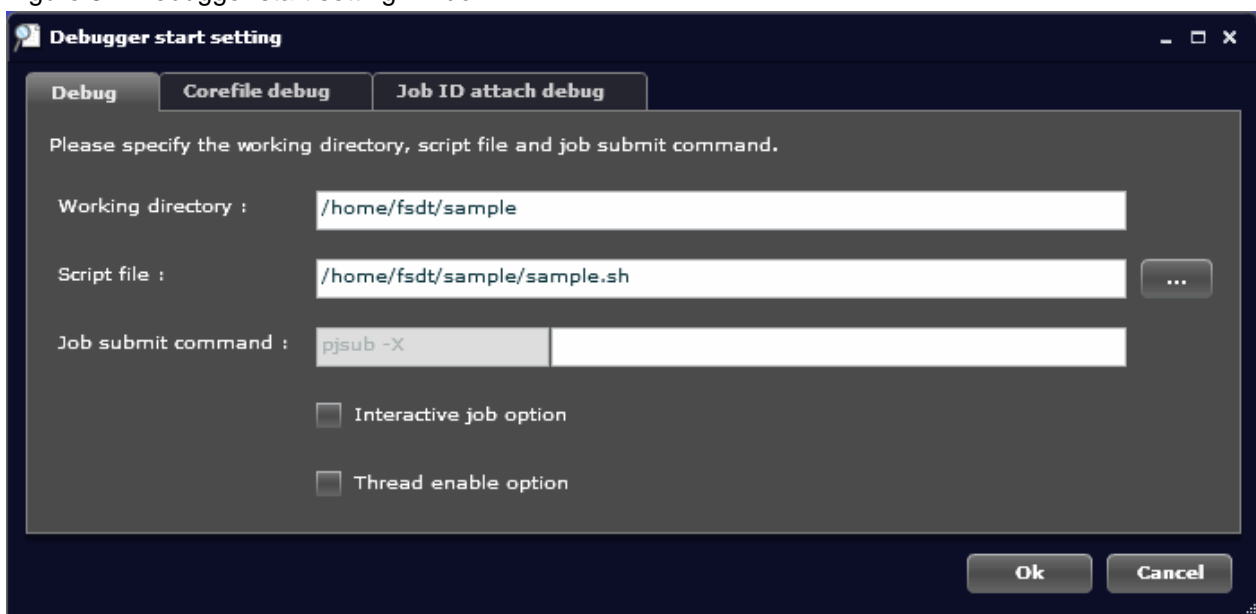 Debugger start setting
Debug Corefile debug Job ID attach debug
Please specify the working directory, script file and job submit command.
Working directory : /home/fsdt/sample
Script file : /home/fsdt/sample/sample.sh ...
Job submit command : pjsub -X
Interactive job option
Thread enable option
Ok Cancel